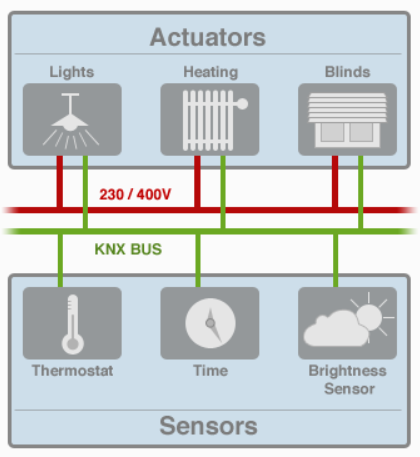 Actuators
Lights
Heating
Blinds
230 / 400V
KNX BUS
Thermostat
Time
Brightness
Sensor
Sensors